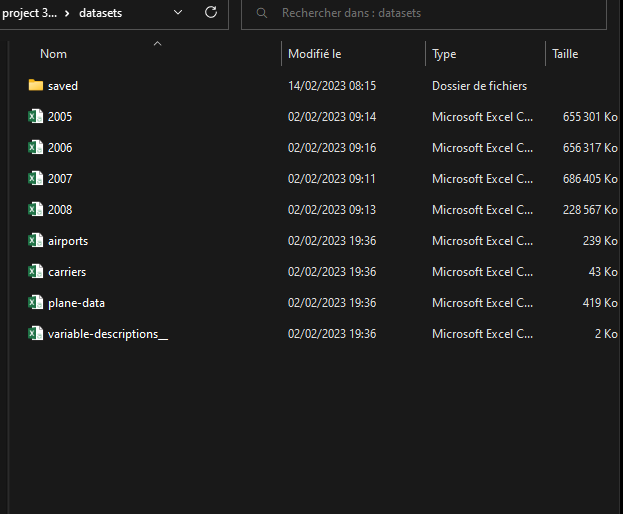 project 3... > datasets Rechercher dans : datasets
Nom Modifié le Type Taille
saved 14/02/2023 08:15 Dossier de fichiers
2005 02/02/2023 09:14 Microsoft Excel C... 655 301 Ko
2006 02/02/2023 09:16 Microsoft Excel C... 656 317 Ko
2007 02/02/2023 09:11 Microsoft Excel C... 686 405 Ko
2008 02/02/2023 09:13 Microsoft Excel C... 228 567 Ko
airports 02/02/2023 19:36 Microsoft Excel C... 239 Ko
carriers 02/02/2023 19:36 Microsoft Excel C... 43 Ko
plane-data 02/02/2023 19:36 Microsoft Excel C... 419 Ko
variable-descriptions__ 02/02/2023 19:36 Microsoft Excel C... 2 Ko